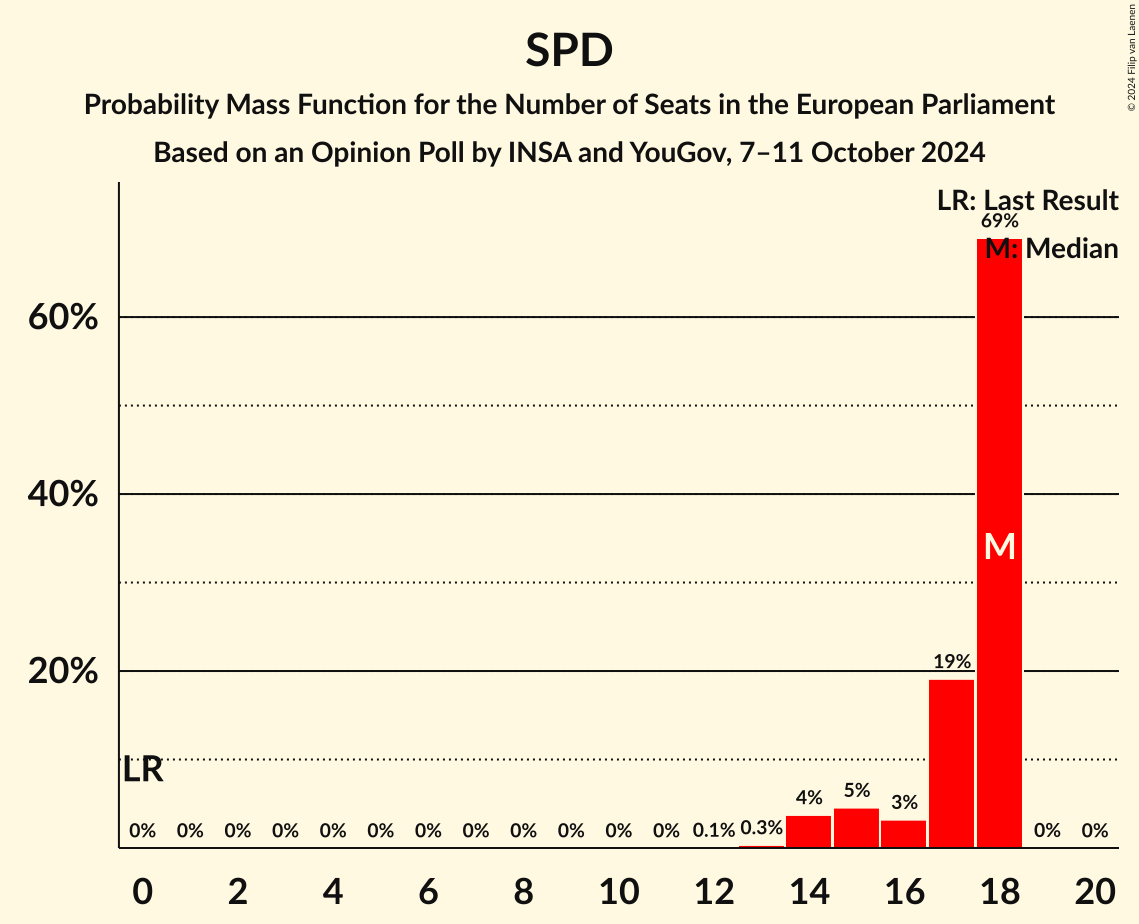 SPD
Probability Mass Function for the Number of Seats in the European Parliament
Based on an Opinion Poll by INSA and YouGov, 7–11 October 2024
© 2024 Filip van Laenen
LR: Last Result
69%
M: Median
60%
40%
M
20%
19%
LR
0% 0% 0% 0% 0% 0% 0% 0% 0% 0% 0% 0% 0.1% 0.3% 4% 5% 3% 0% 0%
0 2 4 6 8 10 12 14 16 18 20